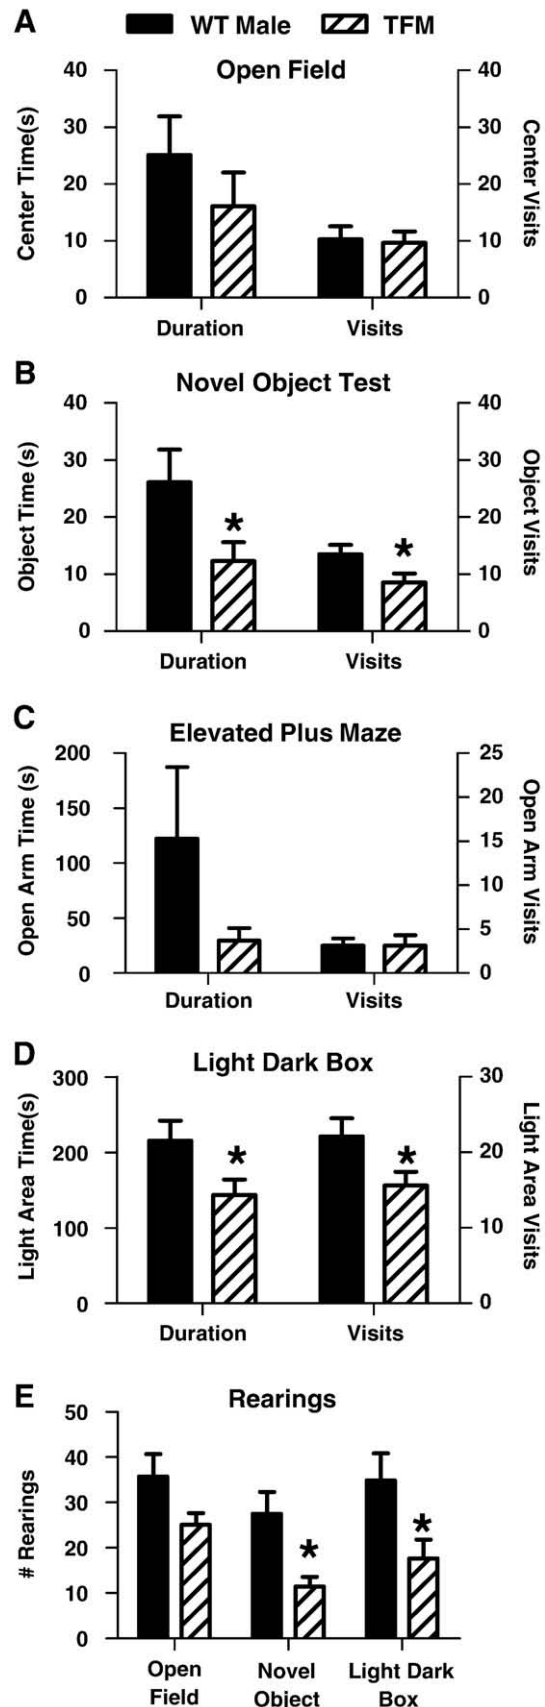 A
WT Male TFM
Open Field
40 40
30 30
20 20
10 10
0 0
Center Time(s)
Center Visits
Duration Visits
B
Novel Object Test
40 40
30 30
20 20
10 10
0 0
Object Time (s)
Object Visits
* *
Duration Visits
C
Elevated Plus Maze
200 25
150 20
100 15
50 10
0 5
0
Open Arm Time (s)
Open Arm Visits
Duration Visits
D
Light Dark Box
300 30
200 20
100 10
0 0
Light Area Time(s)
Light Area Visits
* *
Duration Visits
E
Rearings
50
40
30
20
10
0
# Rearings
* *
Open Novel Light Dark
Field Object Box